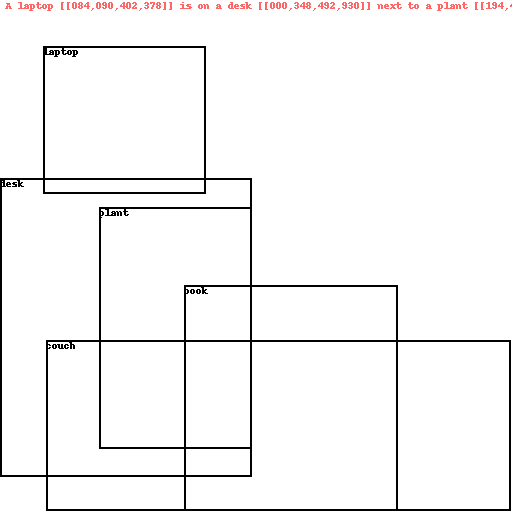 A laptop [[084,090,402,378]] is on a desk [[000,348,492,930]] next to a plant [[194,
laptop
desk
plant
book
couch